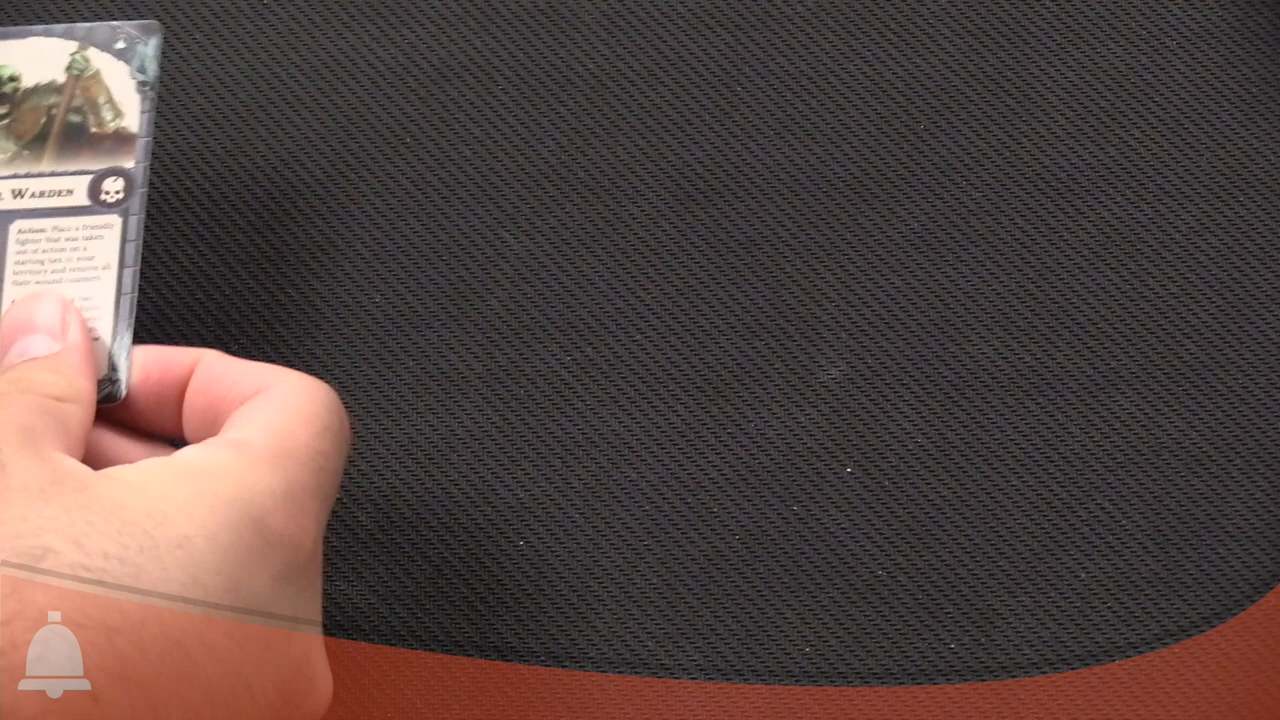 WARDEN
Action: Place a friendly
fighter that was taken
out of action on a
starting hex in your
territory and remove all
their wound counters.